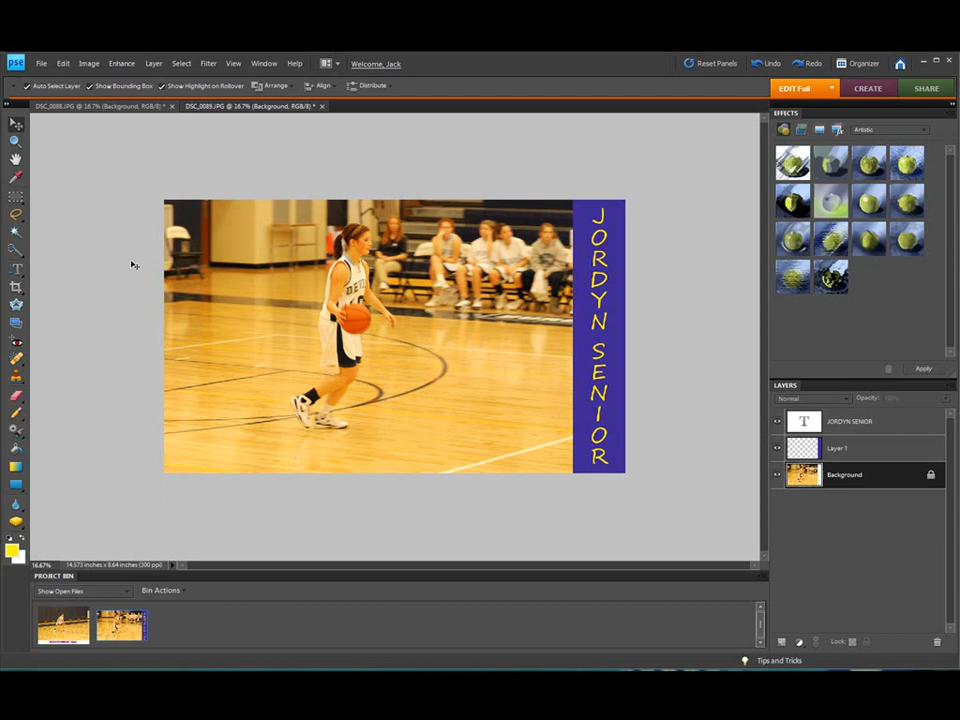 pse File Edit Image Enhance Layer Select Filter View Window Help Welcome, Jack Reset Panels Undo Redo Organizer
Auto Select Layer Show Bounding Box Show Highlight on Rollover Arrange Align Distribute EDIT Full CREATE SHARE
DSC_0088.JPG @ 16.7% (Background, RGB/8) * DSC_0089.JPG @ 16.7% (Background, RGB/8) *
EFFECTS
Artistic
JORDYN SENIOR
DEVIL
Apply
LAYERS
Normal Opacity: 100%
T JORDYN SENIOR
Layer 1
Background
16.67% 14.573 inches x 8.64 inches (300 ppi)
PROJECT BIN
Show Open Files Bin Actions
Lock:
Tips and Tricks